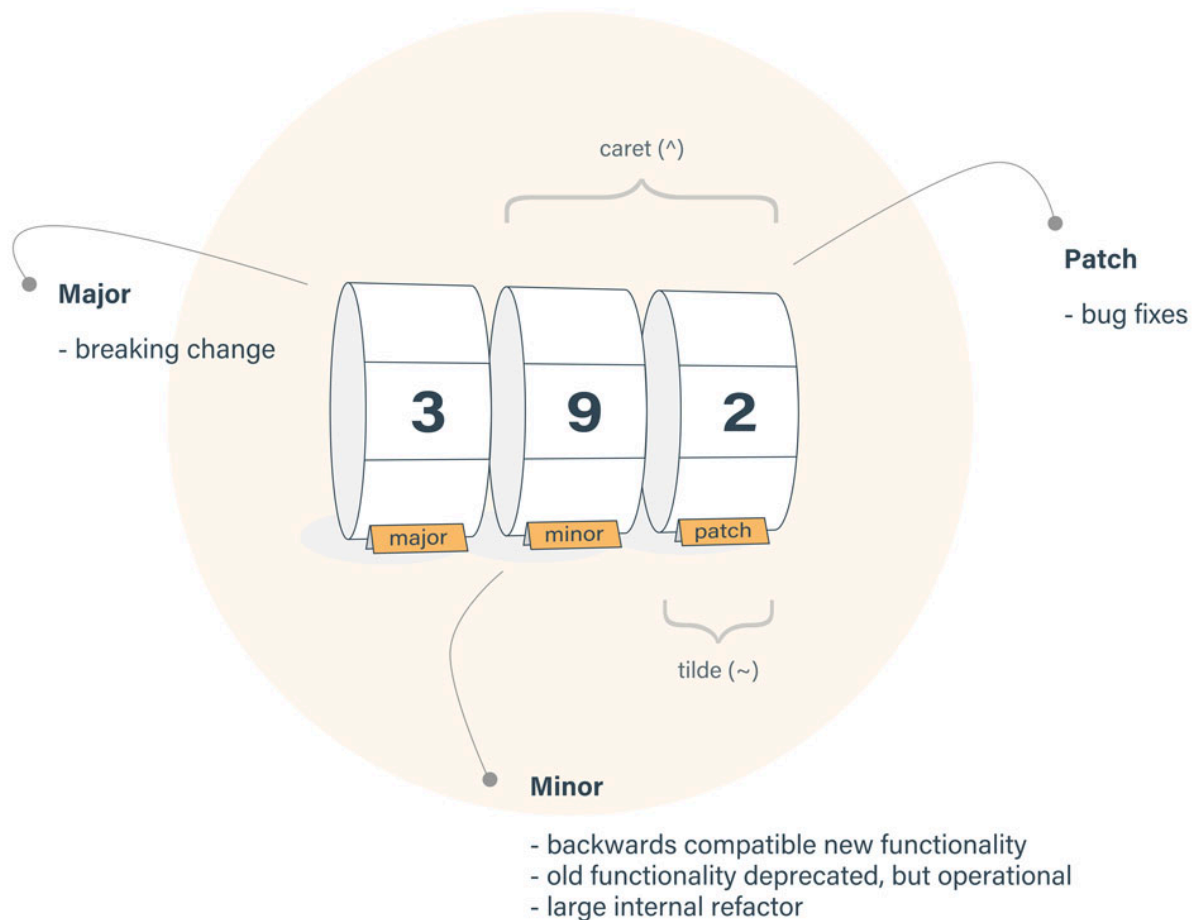 caret (^)
Major
- breaking change
Patch
- bug fixes
3 9 2
major minor patch
tilde (~)
Minor
- backwards compatible new functionality
- old functionality deprecated, but operational
- large internal refactor